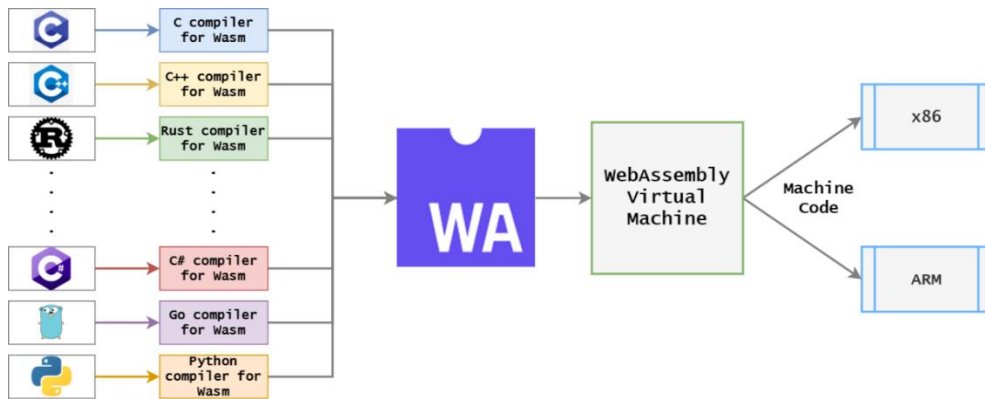 C
C compiler
for Wasm
C++
C++ compiler
for Wasm
R
Rust compiler
for Wasm
C#
C# compiler
for Wasm
Go compiler
for Wasm
Python
compiler for
Wasm
WA
WebAssembly
Virtual
Machine
Machine
Code
x86
ARM